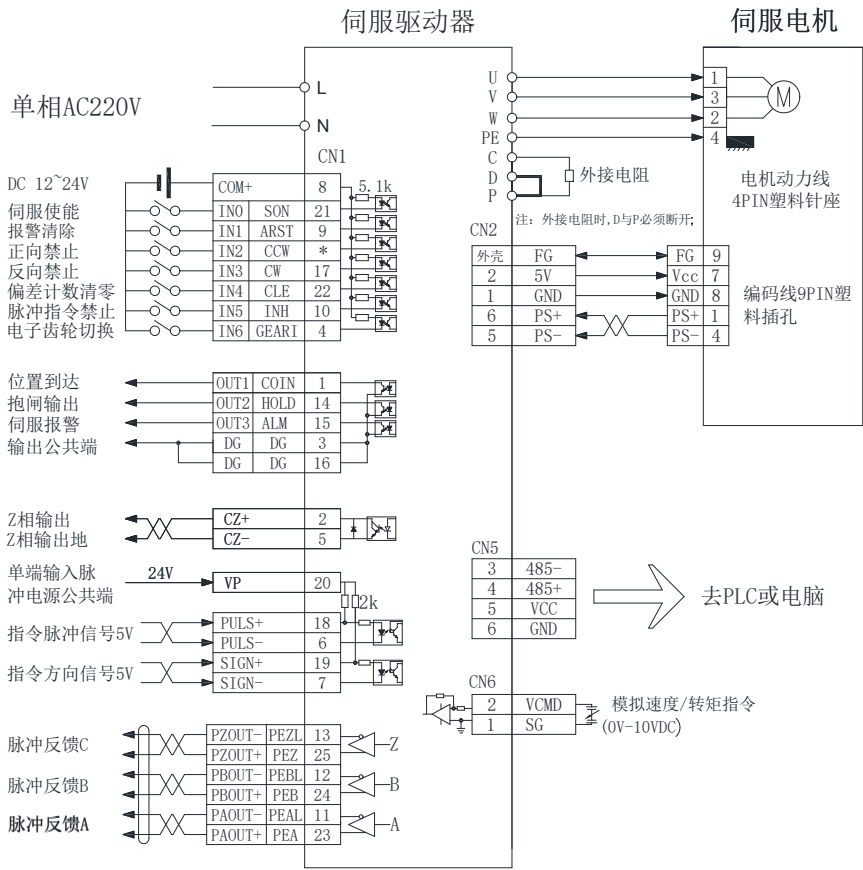 伺服驱动器
伺服电机
单相AC220V
L
N
U
V
W
PE
C
D
P
外接电阻
注: 外接电阻时,D与P必须断开;
1
3
2
4
M
电机动力线
4PIN塑料针座
CN1
DC 12~24V
COM+ 8
5.1k
伺服使能 IN0 SON 21
报警清除 IN1 ARST 9
正向禁止 IN2 CCW *
反向禁止 IN3 CW 17
偏差计数清零 IN4 CLE 22
脉冲指令禁止 IN5 INH 10
电子齿轮切换 IN6 GEARI 4
CN2
外壳 FG FG 9
2 5V Vcc 7
1 GND GND 8
6 PS+ PS+ 1
5 PS- PS- 4
编码线9PIN塑
料插孔
位置到达 OUT1 COIN 1
抱闸输出 OUT2 HOLD 14
伺服报警 OUT3 ALM 15
输出公共端 DG DG 3
DG DG 16
Z相输出 CZ+ 2
Z相输出地 CZ- 5
单端输入脉
冲电源公共端
24V VP 20
2k
指令脉冲信号5V
PULS+ 18
PULS- 6
指令方向信号5V
SIGN+ 19
SIGN- 7
CN5
3 485-
4 485+
5 VCC
6 GND
去PLC或电脑
CN6
2 VCMD
1 SG
模拟速度/转矩指令
(0V-10VDC)
脉冲反馈C
PZOUT- PEZL 13
PZOUT+ PEZ 25
Z
脉冲反馈B
PBOUT- PEBL 12
PBOUT+ PEB 24
B
脉冲反馈A
PAOUT- PEAL 11
PAOUT+ PEA 23
A